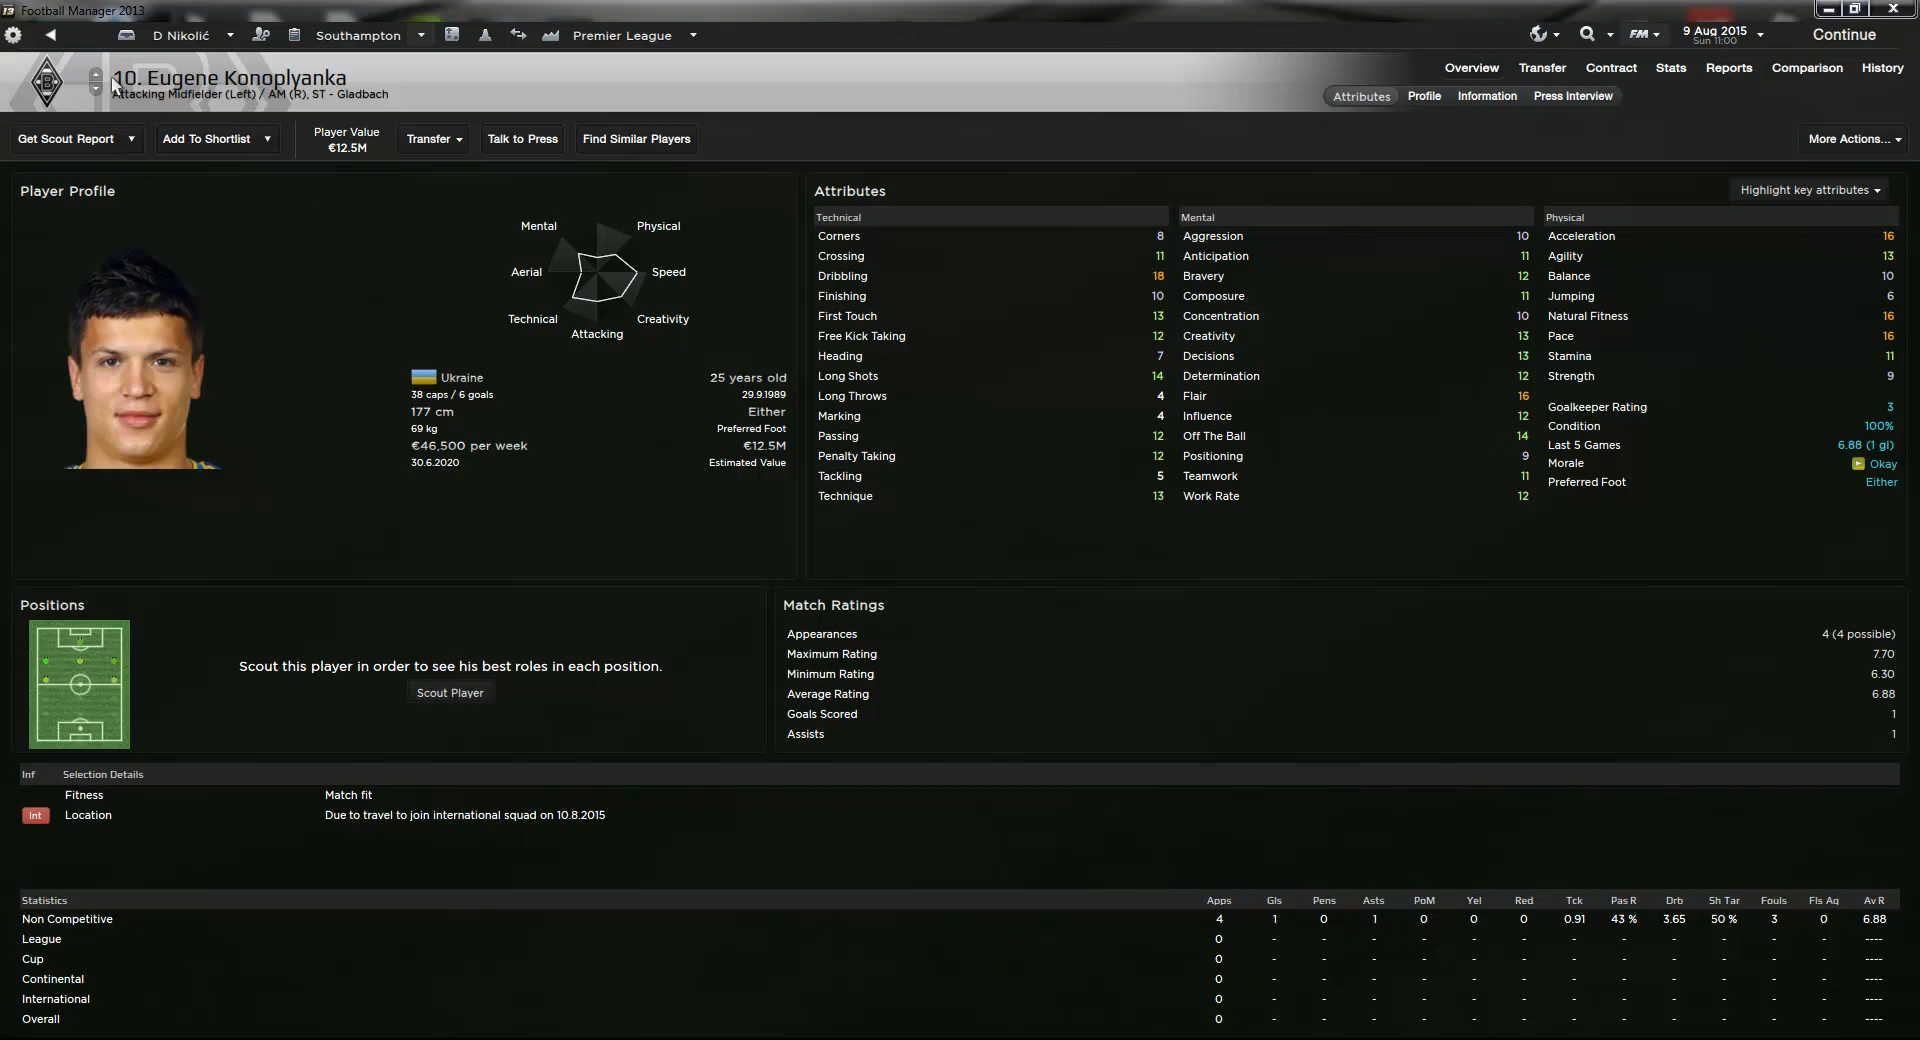 Football Manager 2013
D Nikolić Southampton Premier League FM 9 Aug 2015 Continue
Sun 11:00
10. Eugene Konoplyanka
Attacking Midfielder (Left) / AM (R), ST - Gladbach
Overview Transfer Contract Stats Reports Comparison History
Attributes Profile Information Press Interview
Get Scout Report Add To Shortlist Player Value Transfer Talk to Press Find Similar Players More Actions...
€12.5M
Player Profile
Mental Physical
Aerial Speed
Technical Creativity
Attacking
Ukraine 25 years old
38 caps / 6 goals 29.9.1989
177 cm Either
69 kg Preferred Foot
€46,500 per week €12.5M
30.6.2020 Estimated Value
Attributes Highlight key attributes
Technical Mental Physical
Corners 8 Aggression 10 Acceleration 16
Crossing 11 Anticipation 11 Agility 13
Dribbling 18 Bravery 12 Balance 10
Finishing 10 Composure 11 Jumping 6
First Touch 13 Concentration 10 Natural Fitness 16
Free Kick Taking 12 Creativity 13 Pace 16
Heading 7 Decisions 13 Stamina 11
Long Shots 14 Determination 12 Strength 9
Long Throws 4 Flair 16
Goalkeeper Rating 3
Marking 4 Influence 12
Condition 100%
Passing 12 Off The Ball 14
Last 5 Games 6.88 (1 gl)
Penalty Taking 12 Positioning 9
Morale Okay
Tackling 5 Teamwork 11
Preferred Foot Either
Technique 13 Work Rate 12
Positions
Scout this player in order to see his best roles in each position.
Scout Player
Match Ratings
Appearances 4 (4 possible)
Maximum Rating 7.70
Minimum Rating 6.30
Average Rating 6.88
Goals Scored 1
Assists 1
Inf Selection Details
Fitness Match fit
Int Location Due to travel to join international squad on 10.8.2015
Statistics Apps Gls Pens Asts PoM Yel Red Tck Pas R Drb Sh Tar Fouls Fls Ag Av R
Non Competitive 4 1 0 1 0 0 0 0.91 43 % 3.65 50 % 3 0 6.88
League 0 - - - - - - - - - - - - ----
Cup 0 - - - - - - - - - - - - ----
Continental 0 - - - - - - - - - - - - ----
International 0 - - - - - - - - - - - - ----
Overall 0 - - - - - - - - - - - - ----